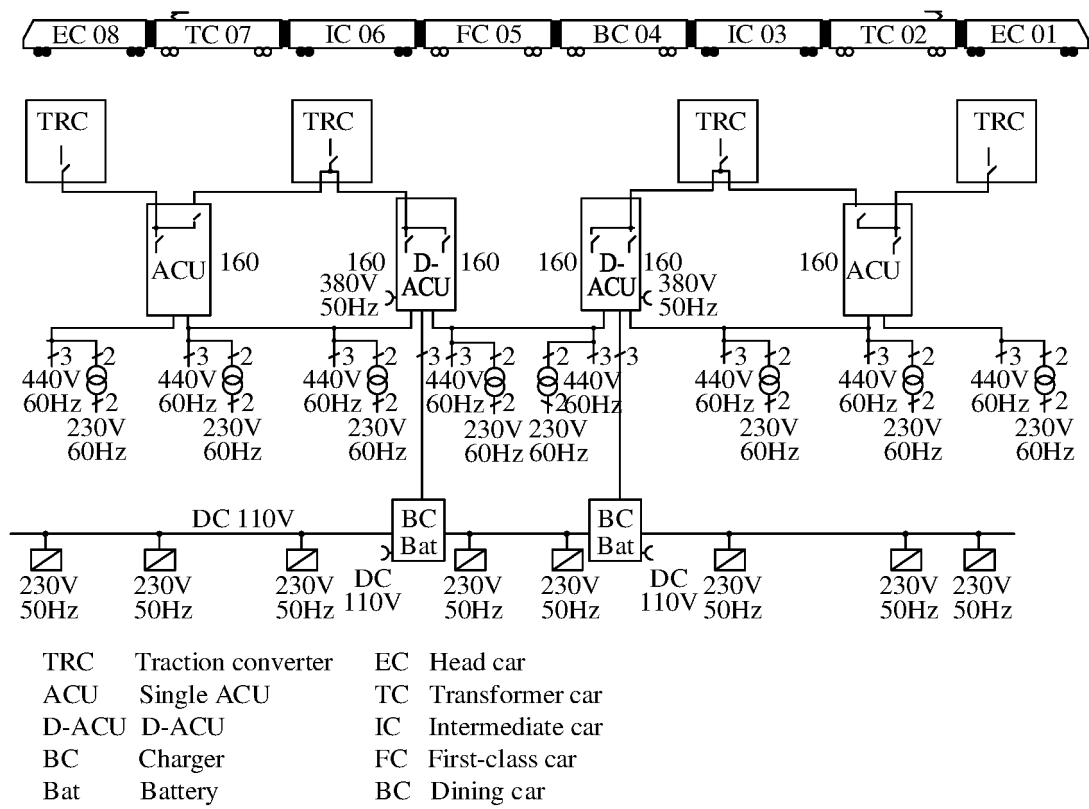 EC 08 TC 07 IC 06 FC 05 BC 04 IC 03 TC 02 EC 01
TRC TRC TRC TRC
ACU 160 160 D-ACU 160 160 D-ACU 160 160 ACU
380V 50Hz 380V 50Hz
3 2 3 2 3 2 3 3 2 2 3 3 3 2 3 2 3 2
440V 440V 440V 440V 440V 440V 440V 440V
60Hz 60Hz 60Hz 60Hz 60Hz 60Hz 60Hz 60Hz
2 2 2 2 2 2 2 2
230V 230V 230V 230V 230V 230V 230V 230V
60Hz 60Hz 60Hz 60Hz 60Hz 60Hz 60Hz 60Hz
DC 110V
BC Bat BC Bat
DC 110V DC 110V
230V 230V 230V 230V 230V 230V 230V 230V
50Hz 50Hz 50Hz 50Hz 50Hz 50Hz 50Hz 50Hz
TRC Traction converter EC Head car
ACU Single ACU TC Transformer car
D-ACU D-ACU IC Intermediate car
BC Charger FC First-class car
Bat Battery BC Dining car